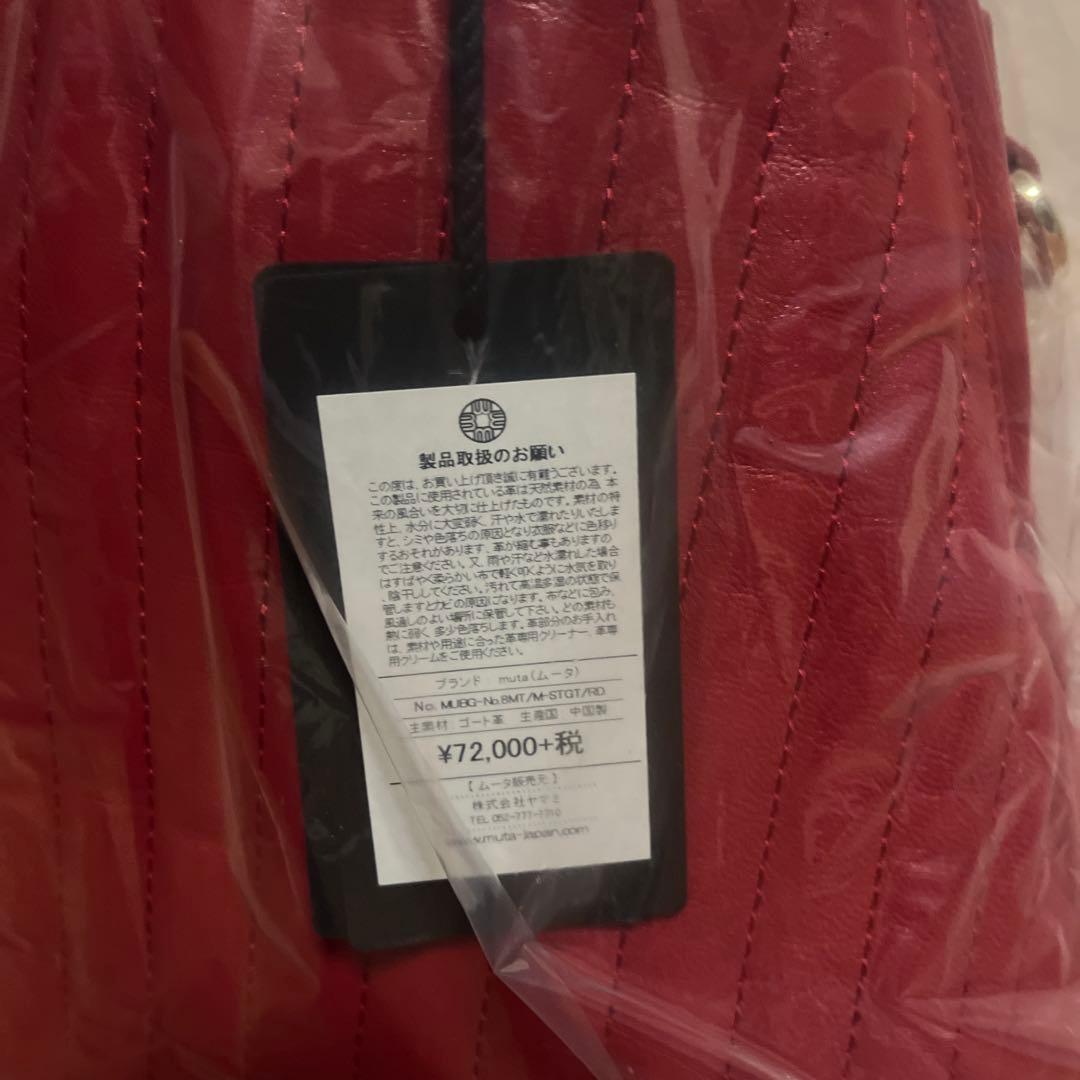 製品取扱のお願い
この度は、お買い上げ頂き誠に有難うございます。
この製品に使用されている革は天然素材の為、本
来の風合いを大切に仕上げたものです。素材の特
性上、水分に大変弱く、汗や水で濡れたりいたしま
すと、シミや色落ちの原因となり衣服などに色移り
するおそれがあります、革が縮む事もありますの
でご注意ください。又、雨や汗など水濡れした場合
はすばやく柔らかい布で軽く叩くように水気を取り
、陰干ししてください。汚れて高温多湿の状態で保
管しますとカビの原因になります。布などに包み、
風通しのよい場所に保管して下さい。どの素材も
熱に弱く、多少色落ちします。革部分のお手入れ
は、素材や用途に合った革専用クリーナー、革専
用クリームをご使用ください。
ブランド muta(ムータ)
No. MUBG-No.8MT/M-STGT/RD
主素材 ゴート革 生産国 中国製
¥72,000+税
【 ムータ販売元 】
株式会社ヤマミ
TEL 052-777-7710
.muta-japan.com